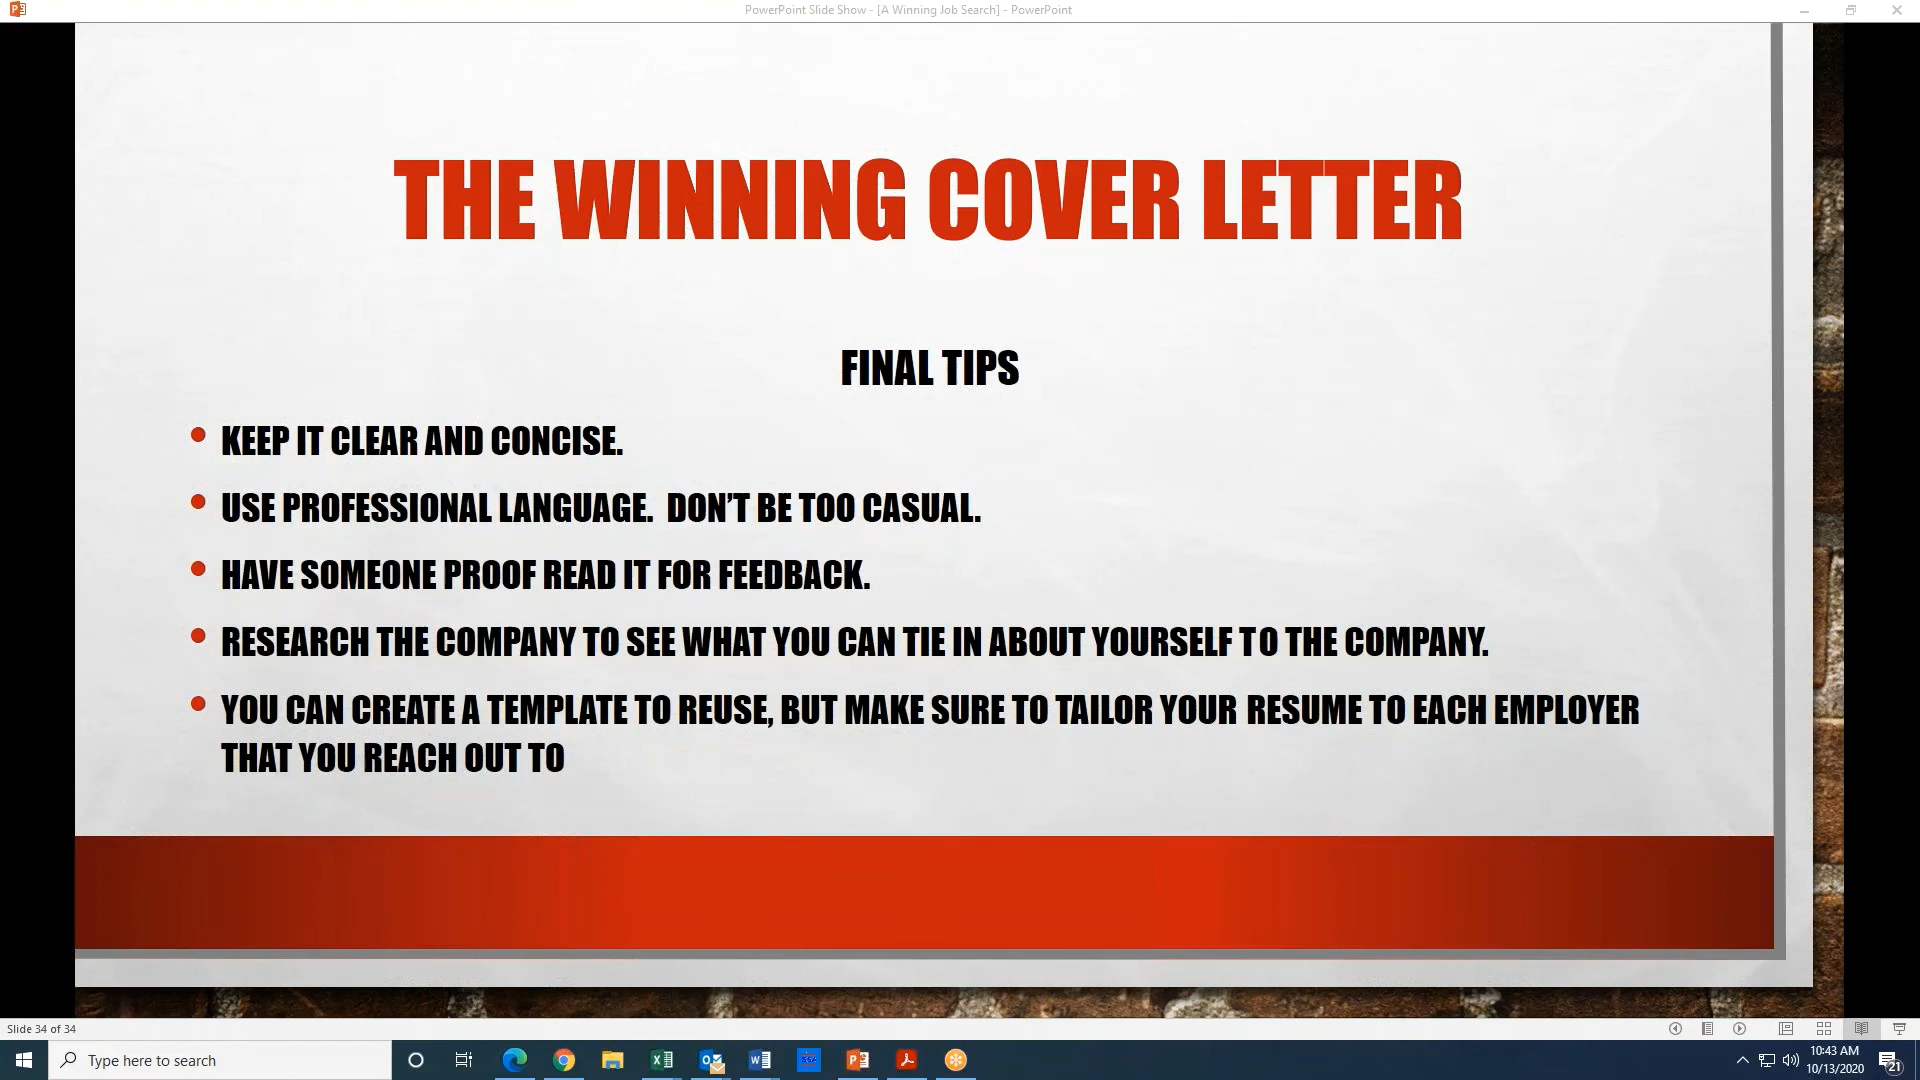 PowerPoint Slide Show - [A Winning Job Search] - PowerPoint
THE WINNING COVER LETTER
FINAL TIPS
• KEEP IT CLEAR AND CONCISE.
• USE PROFESSIONAL LANGUAGE.  DON’T BE TOO CASUAL.
• HAVE SOMEONE PROOF READ IT FOR FEEDBACK.
• RESEARCH THE COMPANY TO SEE WHAT YOU CAN TIE IN ABOUT YOURSELF TO THE COMPANY.
• YOU CAN CREATE A TEMPLATE TO REUSE, BUT MAKE SURE TO TAILOR YOUR RESUME TO EACH EMPLOYER
THAT YOU REACH OUT TO
Slide 34 of 34
Type here to search
10:43 AM
10/13/2020
21